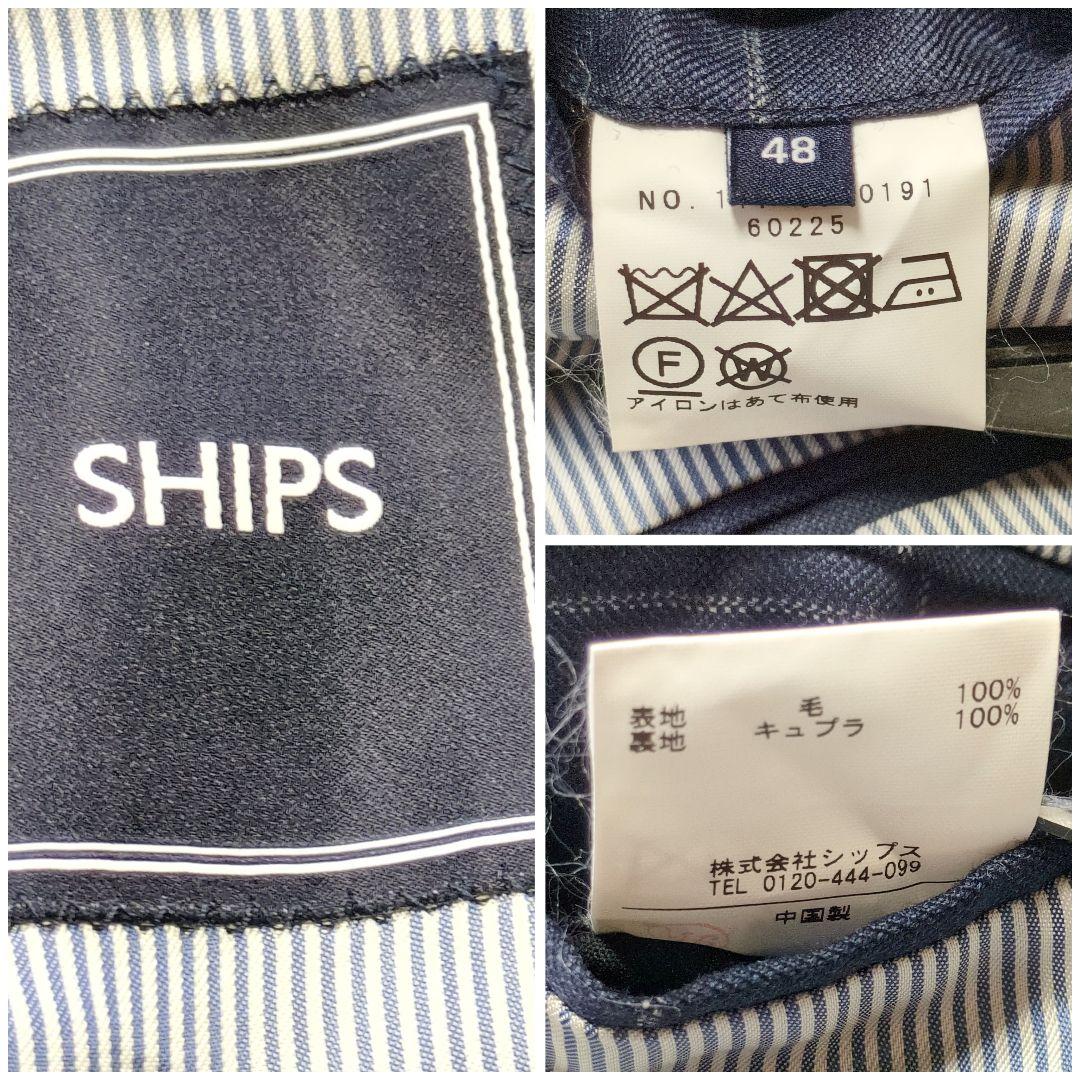 SHIPS
48
NO. 0191
60225
F
W
アイロンはあて布使用
表地 毛 100%
裏地 キュプラ 100%
株式会社シップス
TEL 0120-444-099
中国製